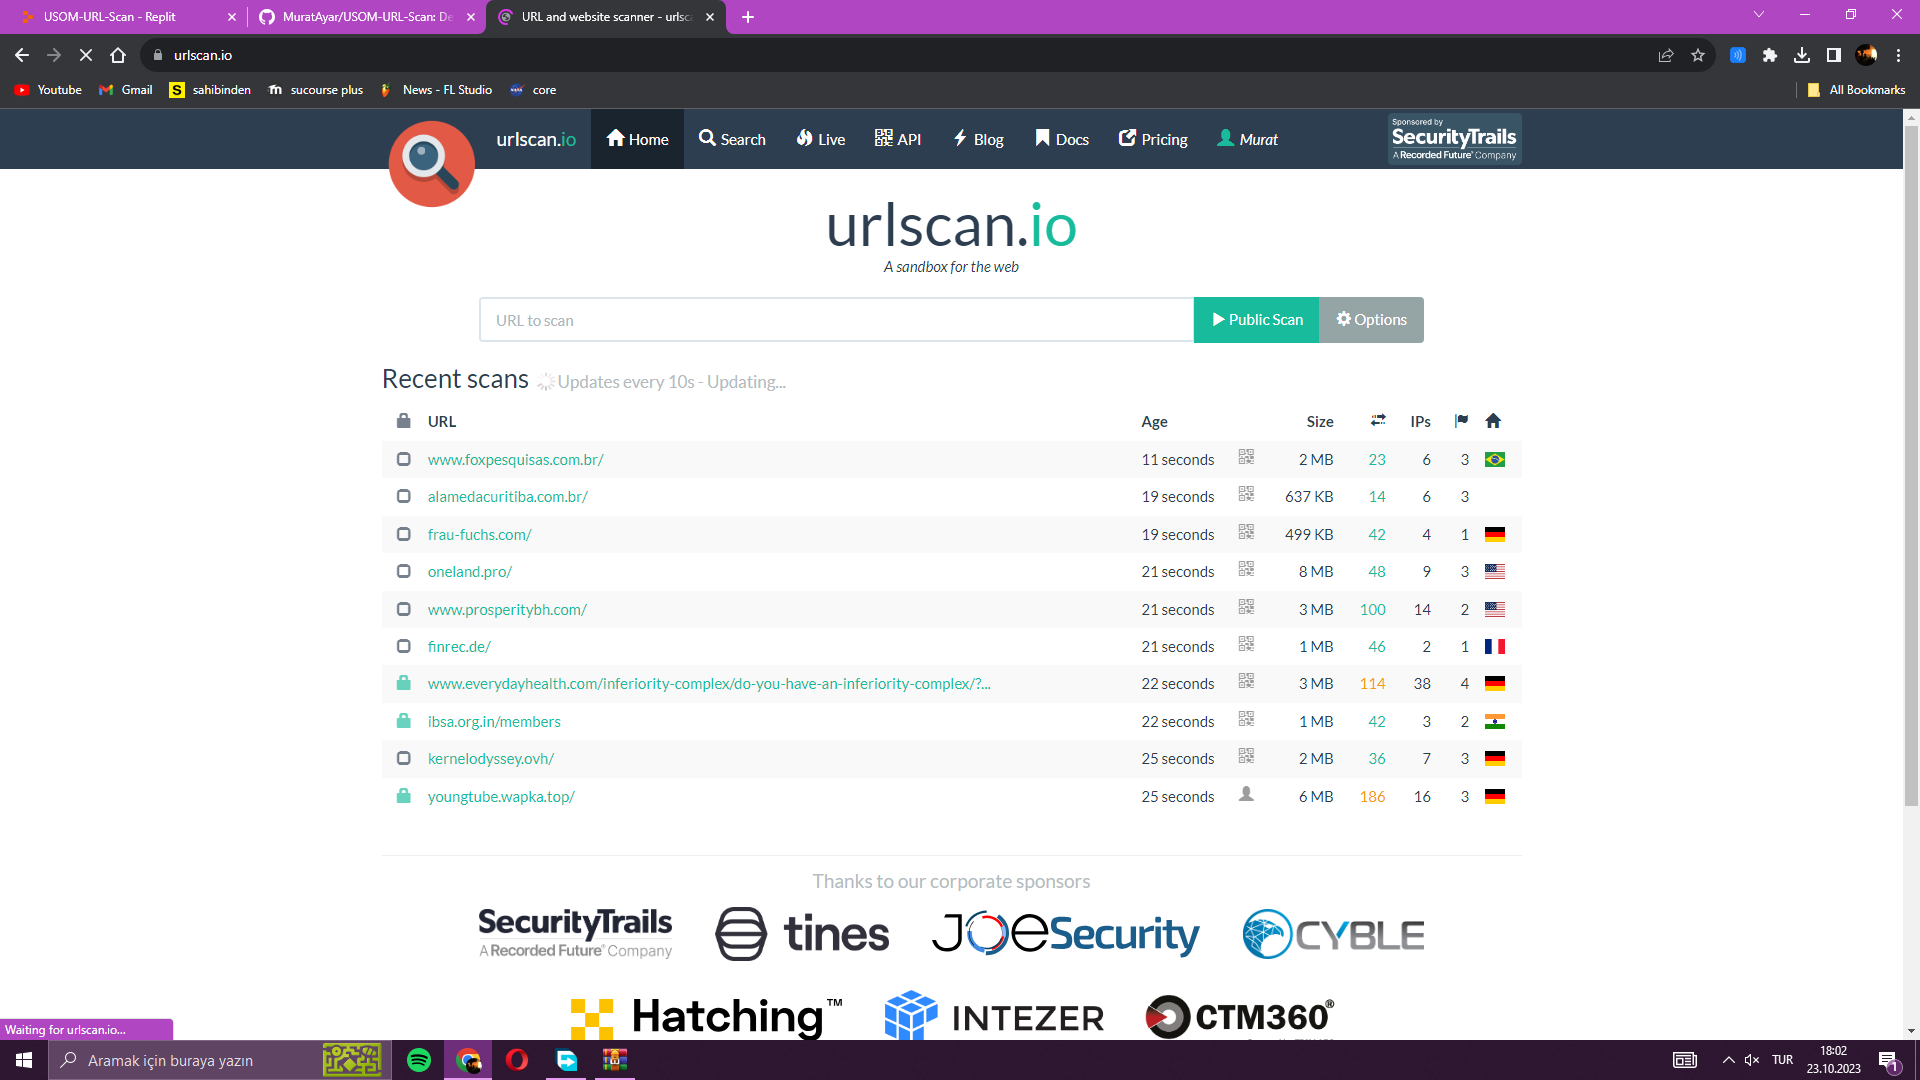 USOM-URL-Scan - Replit
MuratAyar/USOM-URL-Scan: De
URL and website scanner - urlsc
urlscan.io
Youtube
Gmail
S
sahibinden
sucourse plus
News - FL Studio
core
All Bookmarks
urlscan.io
Home
Search
Live
API
Blog
Docs
Pricing
Murat
Sponsored by
SecurityTrails
A Recorded Future® Company
urlscan.io
A sandbox for the web
URL to scan
Public Scan
Options
Recent scans Updates every 10s - Updating...
URL Age Size IPs
www.foxpesquisas.com.br/ 11 seconds 2 MB 23 6 3
alamedacuritiba.com.br/ 19 seconds 637 KB 14 6 3
frau-fuchs.com/ 19 seconds 499 KB 42 4 1
oneland.pro/ 21 seconds 8 MB 48 9 3
www.prosperitybh.com/ 21 seconds 3 MB 100 14 2
finrec.de/ 21 seconds 1 MB 46 2 1
www.everydayhealth.com/inferiority-complex/do-you-have-an-inferiority-complex/?... 22 seconds 3 MB 114 38 4
ibsa.org.in/members 22 seconds 1 MB 42 3 2
kernelodyssey.ovh/ 25 seconds 2 MB 36 7 3
youngtube.wapka.top/ 25 seconds 6 MB 186 16 3
Thanks to our corporate sponsors
SecurityTrails
A Recorded Future® Company
tines
JOESecurity
CYBLE
Hatching™
INTEZER
CTM360®
Waiting for urlscan.io...
Aramak için buraya yazın
TUR
18:02
23.10.2023
1